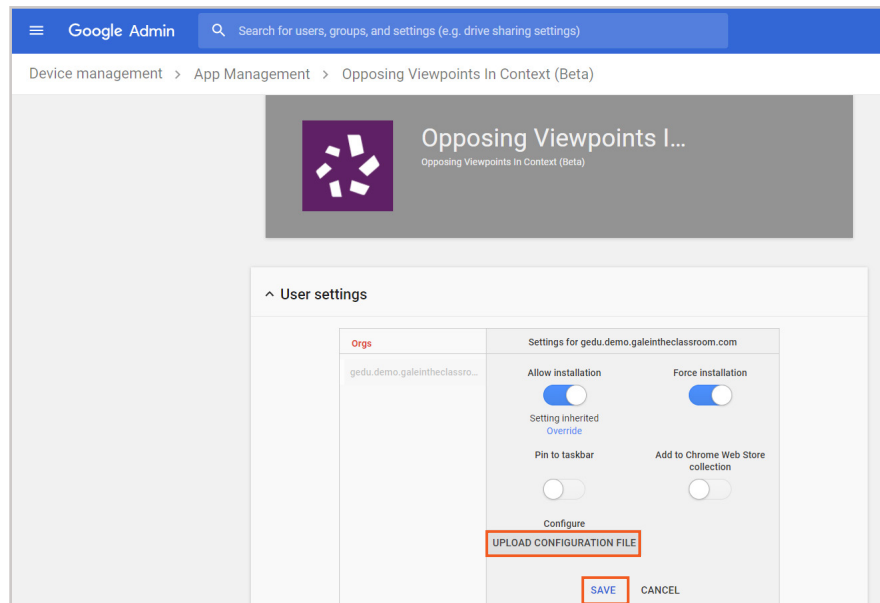 Google Admin
Search for users, groups, and settings (e.g. drive sharing settings)
Device management > App Management > Opposing Viewpoints In Context (Beta)
Opposing Viewpoints I...
Opposing Viewpoints In Context (Beta)
User settings
Orgs
Settings for gedu.demo.galeintheclassroom.com
gedu.demo.galeintheclassro...
Allow installation
Force installation
Setting inherited
Override
Pin to taskbar
Add to Chrome Web Store
collection
Configure
UPLOAD CONFIGURATION FILE
SAVE CANCEL